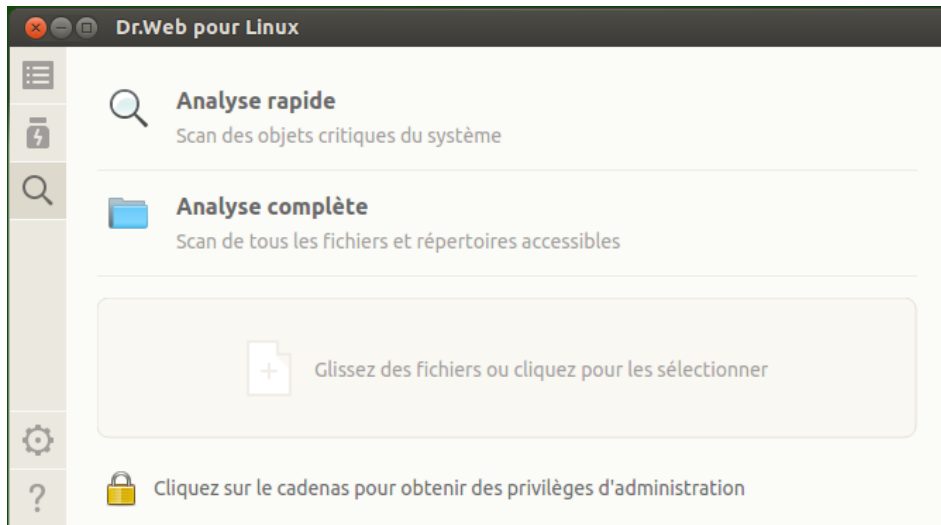 Dr.Web pour Linux
Analyse rapide
Scan des objets critiques du système
Analyse complète
Scan de tous les fichiers et répertoires accessibles
Glissez des fichiers ou cliquez pour les sélectionner
Cliquez sur le cadenas pour obtenir des privilèges d'administration